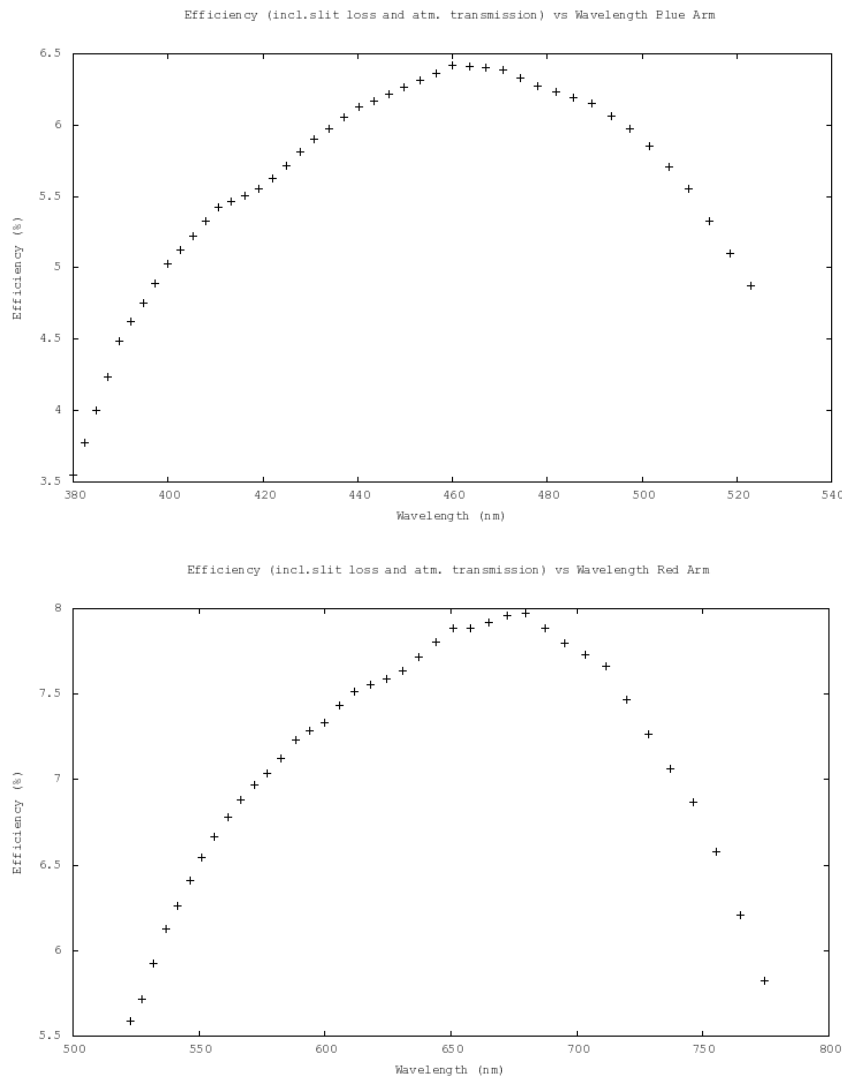 Efficiency (incl.slit loss and atm. transmission) vs Wavelength Blue Arm
6.5
6
5.5
5
4.5
4
3.5
Efficiency (%)
380 400 420 440 460 480 500 520 540
Wavelength (nm)
Efficiency (incl.slit loss and atm. transmission) vs Wavelength Red Arm
8
7.5
7
6.5
6
5.5
Efficiency (%)
500 550 600 650 700 750 800
Wavelength (nm)